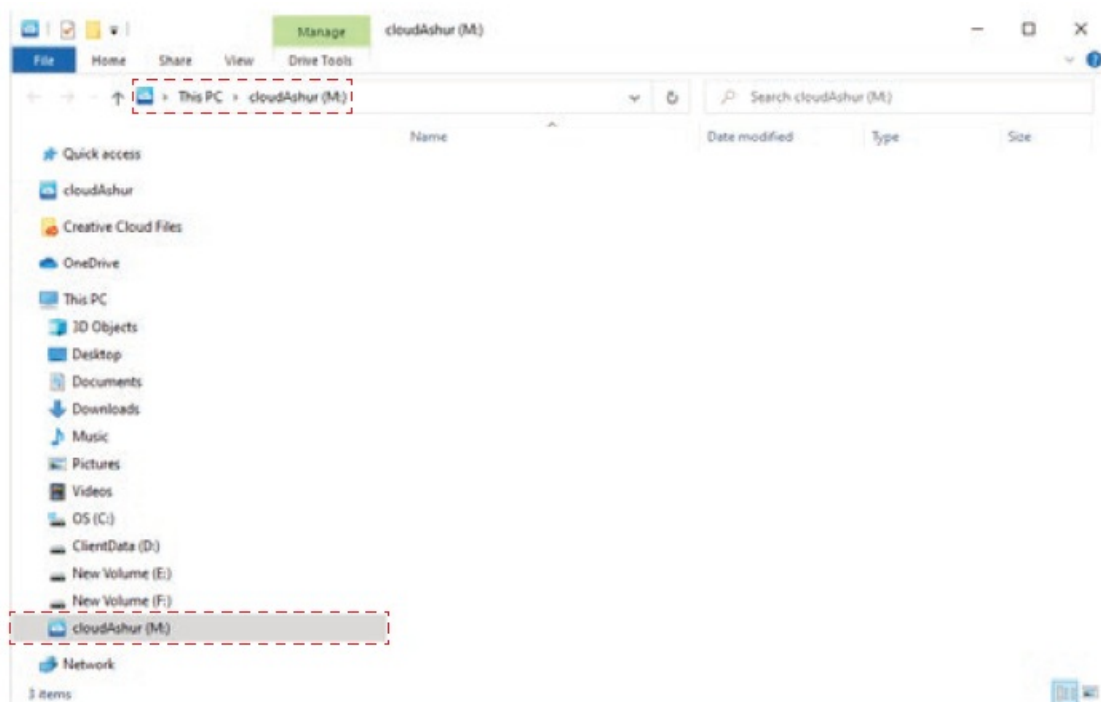 Manage cloudAshur (M:)
File Home Share View Drive Tools
This PC › cloudAshur (M:) Search cloudAshur (M:)
Name Date modified Type Size
Quick access
cloudAshur
Creative Cloud Files
OneDrive
This PC
3D Objects
Desktop
Documents
Downloads
Music
Pictures
Videos
OS (C:)
ClientData (D:)
New Volume (E:)
New Volume (F:)
cloudAshur (M:)
Network
3 items